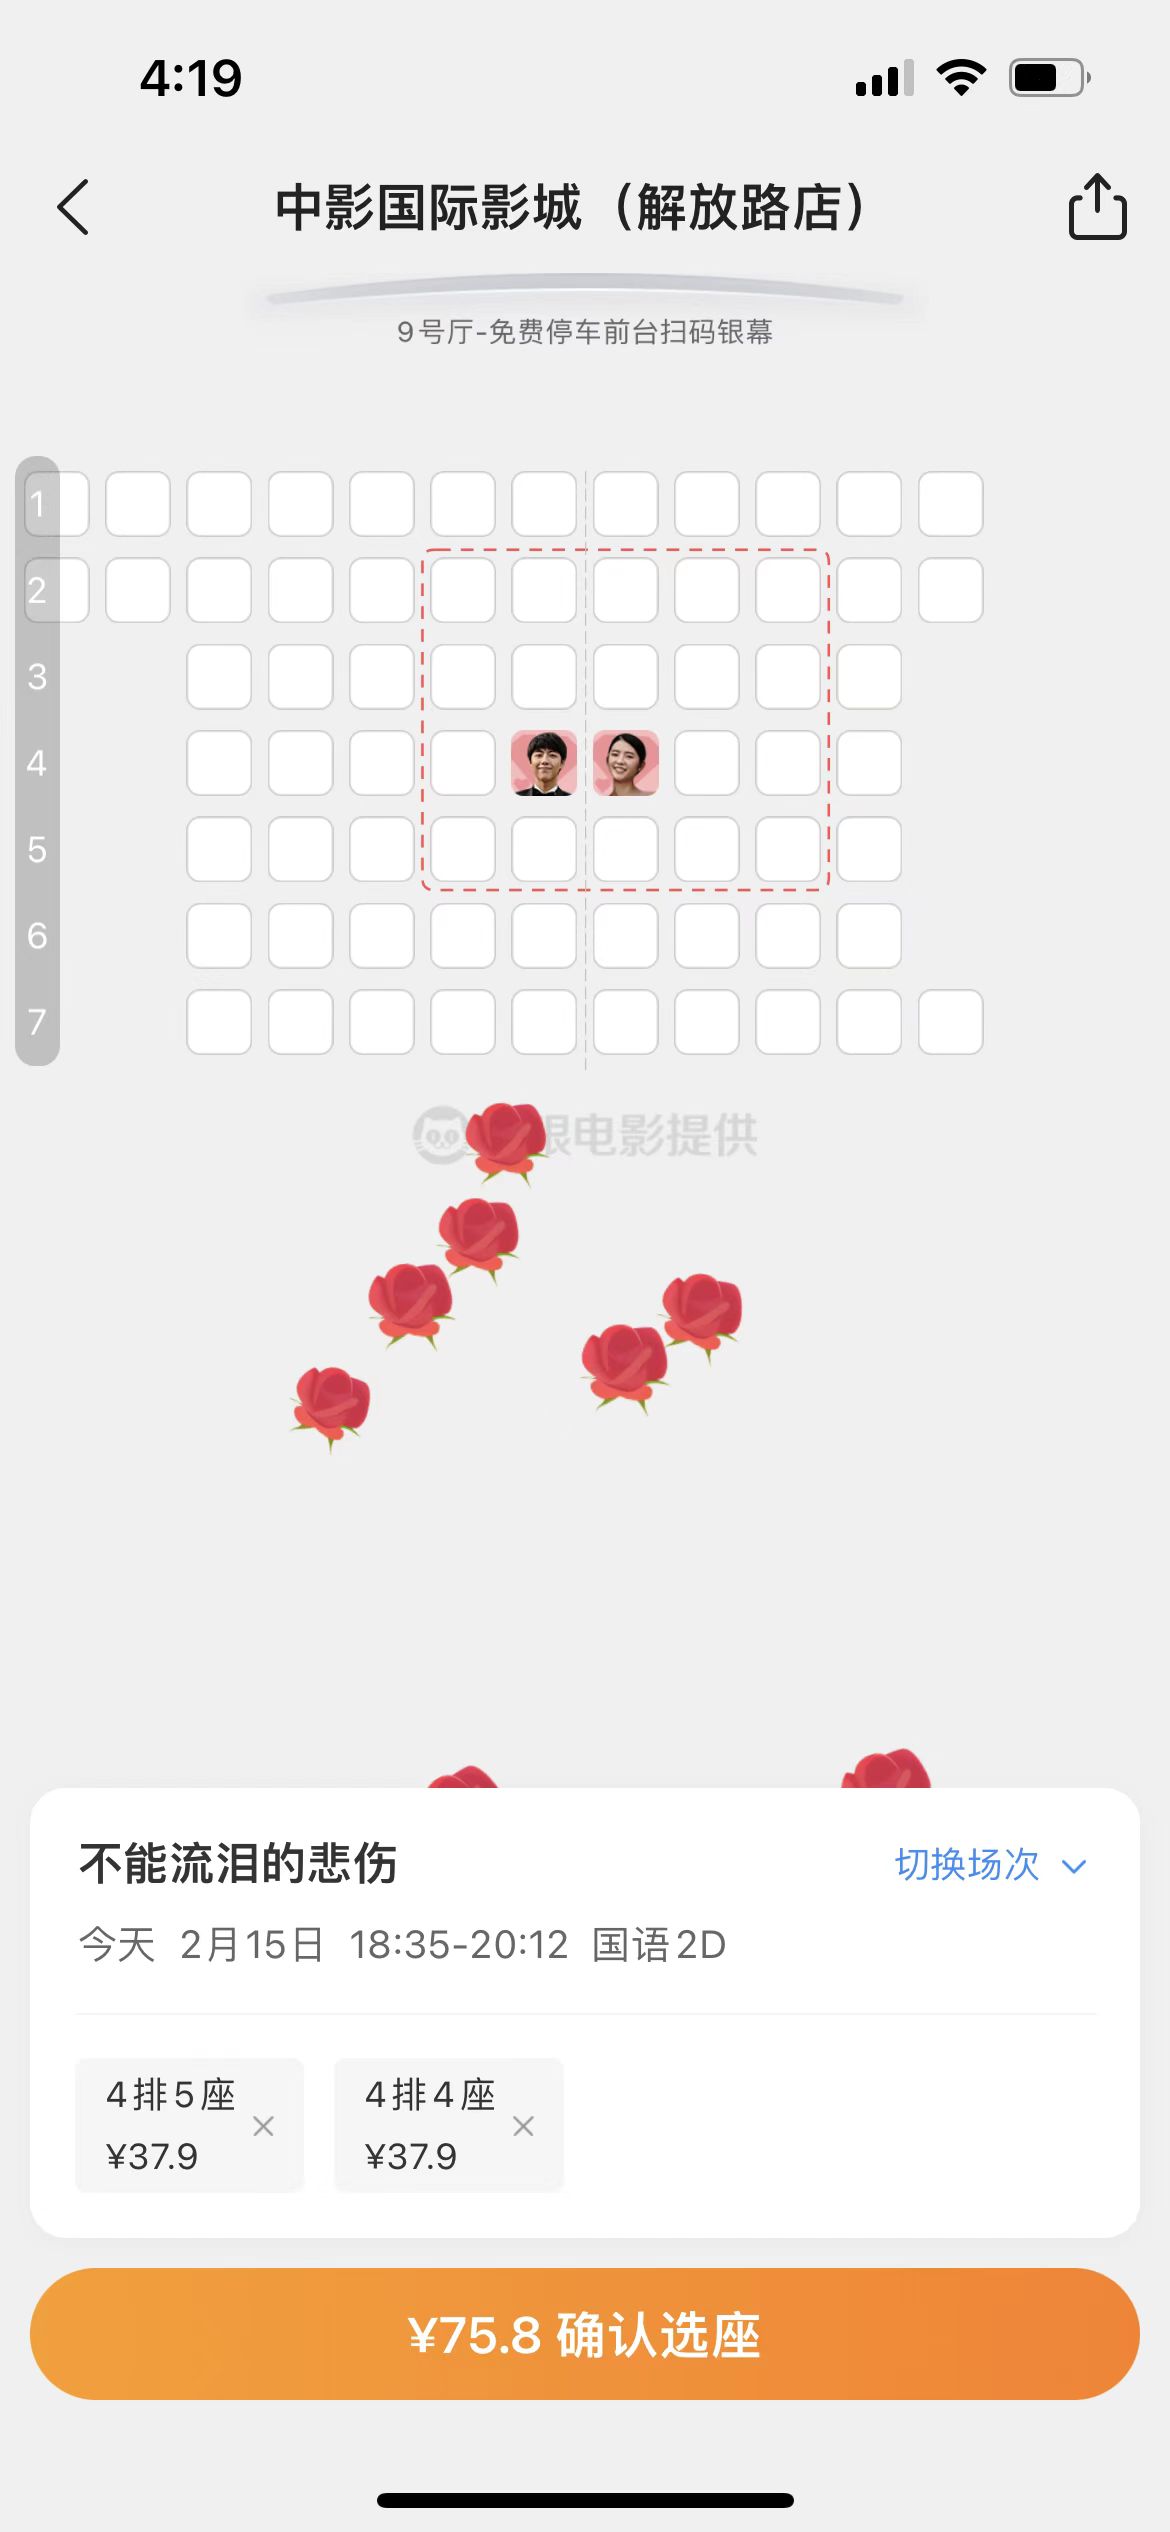 4:19
中影国际影城（解放路店）
9号厅-免费停车前台扫码银幕
1
2
3
4
5
6
7
眼电影提供
不能流泪的悲伤
切换场次
今天 2月15日 18:35-20:12 国语2D
4排5座
¥37.9
4排4座
¥37.9
¥75.8 确认选座